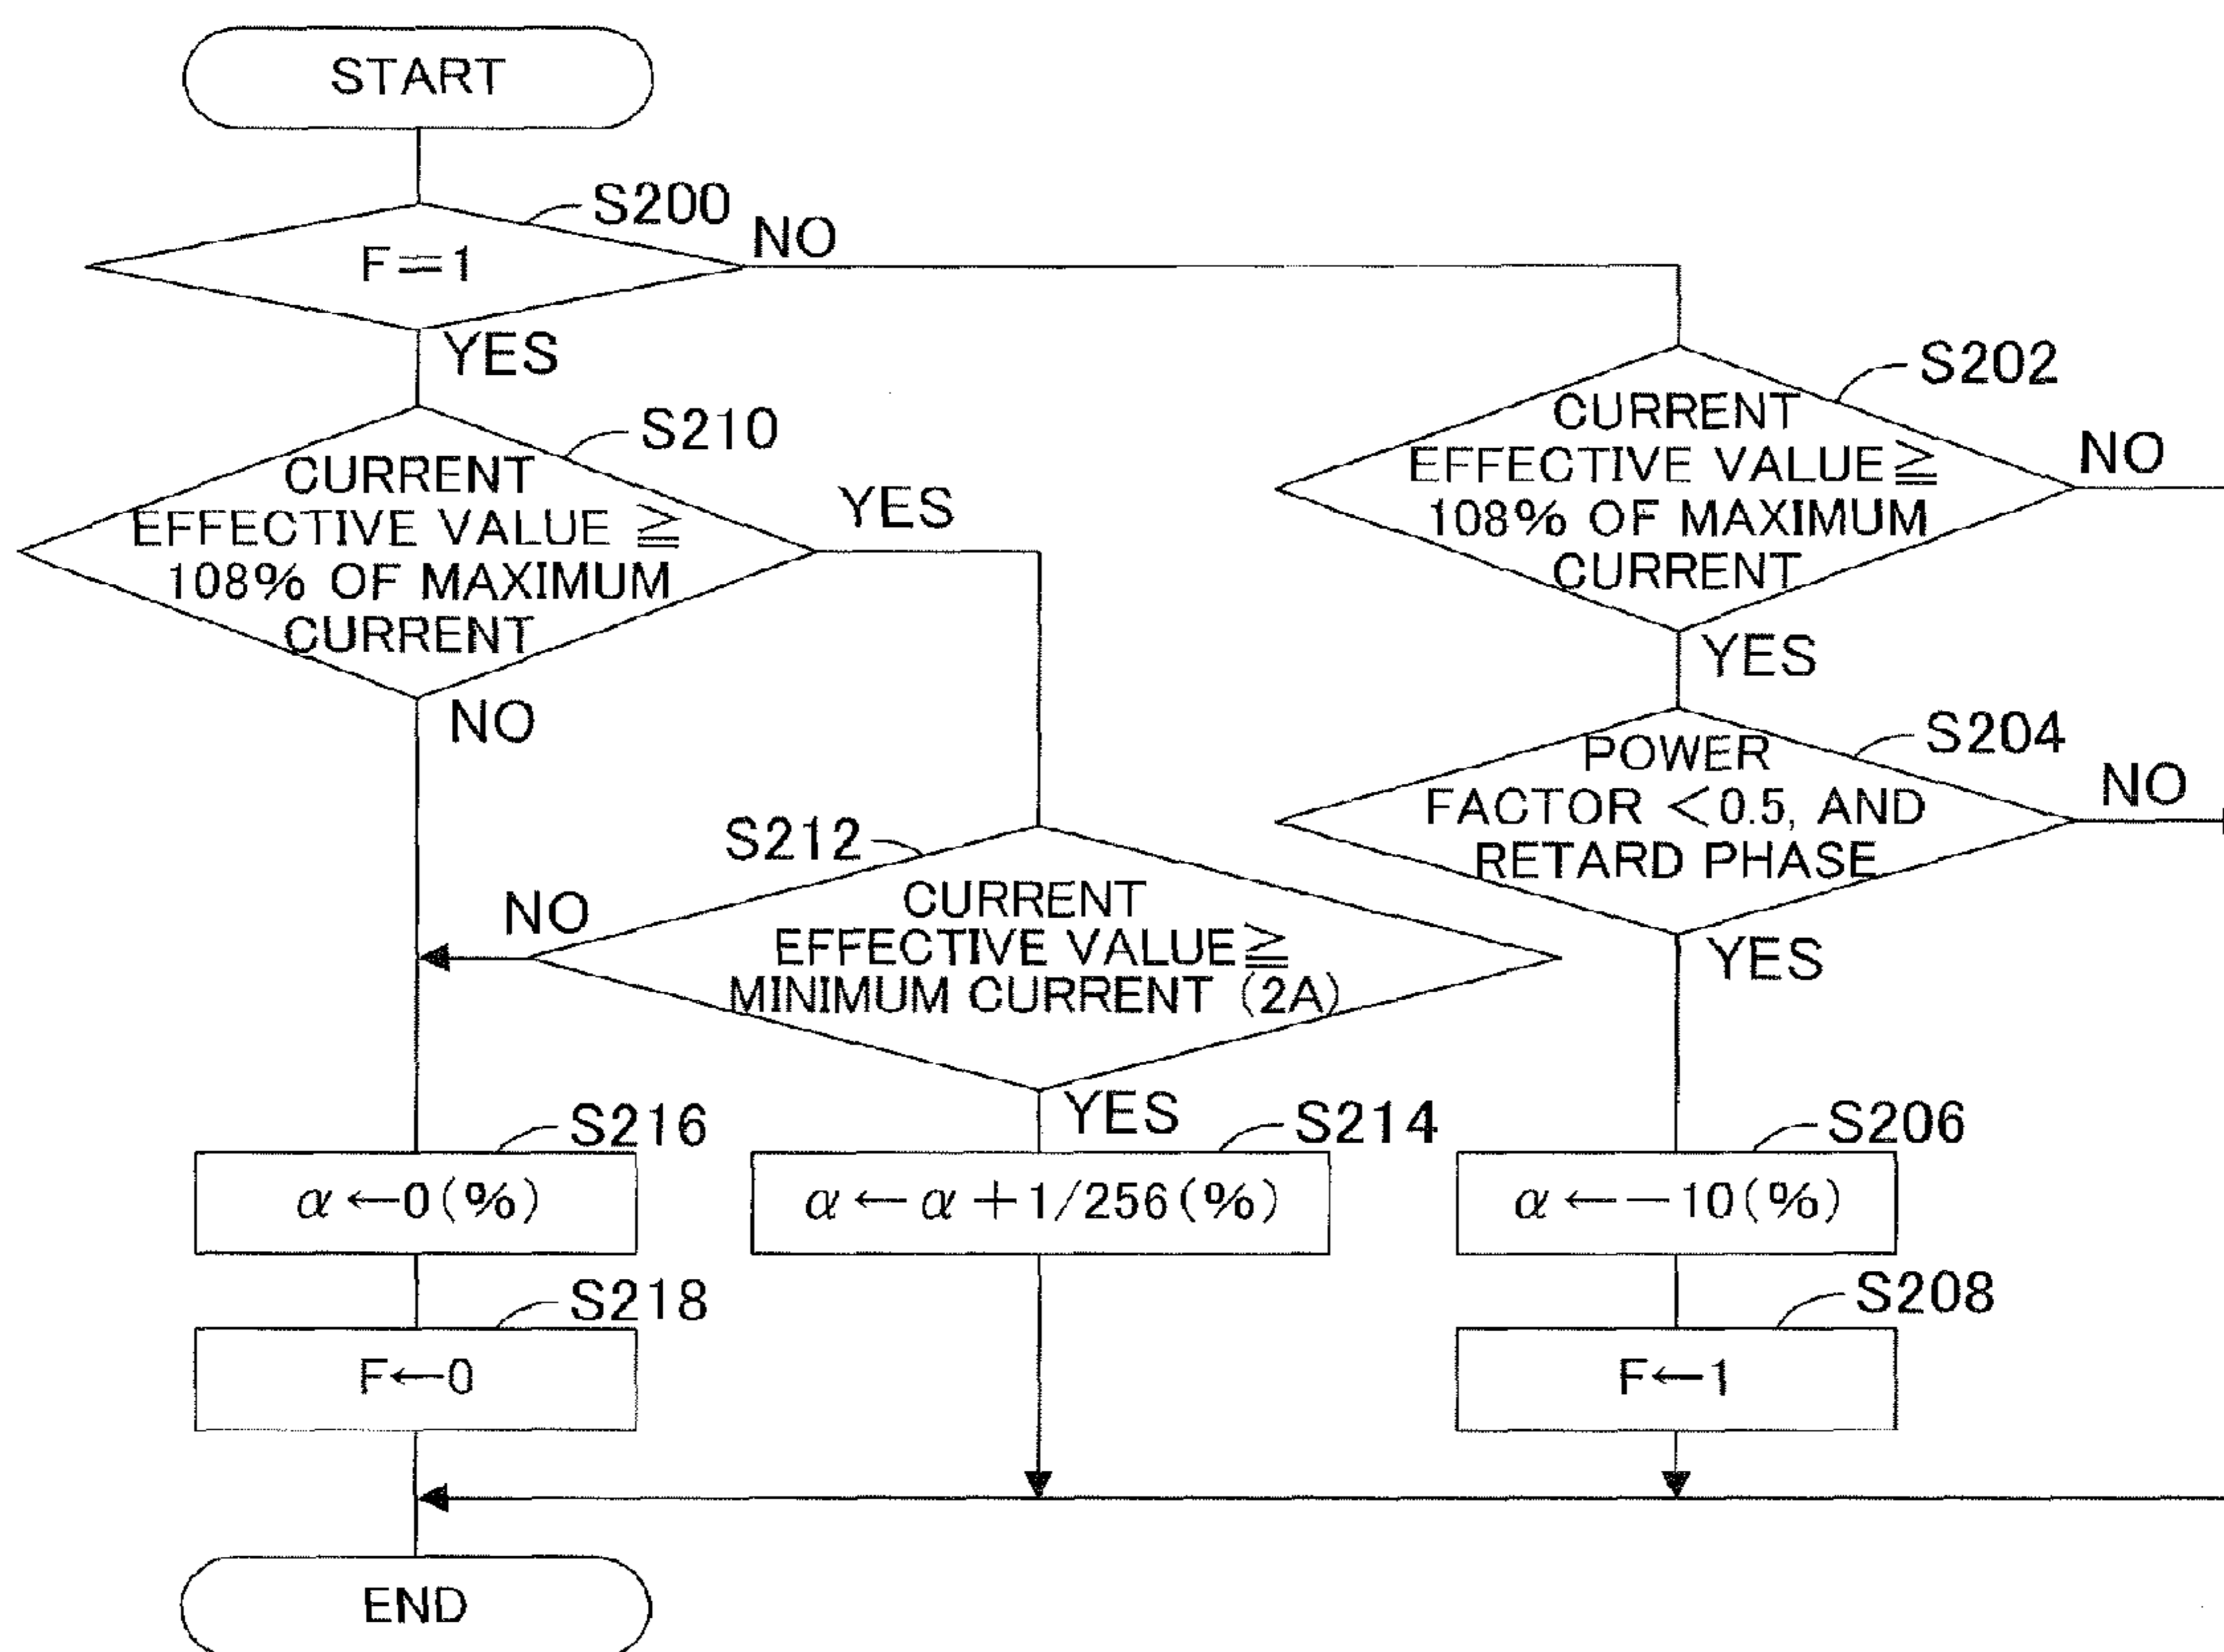 START
S200
F=1
NO
YES
S210
CURRENT
EFFECTIVE VALUE ≧
108% OF MAXIMUM
CURRENT
YES
NO
S202
CURRENT
EFFECTIVE VALUE≧
108% OF MAXIMUM
CURRENT
NO
YES
S204
POWER
FACTOR <0.5, AND
RETARD PHASE
NO
YES
S212
CURRENT
EFFECTIVE VALUE≧
MINIMUM CURRENT (2A)
NO
YES
S216
α←0(%)
S214
α←α+1/256(%)
S206
α←−10(%)
S218
F←0
S208
F←1
END